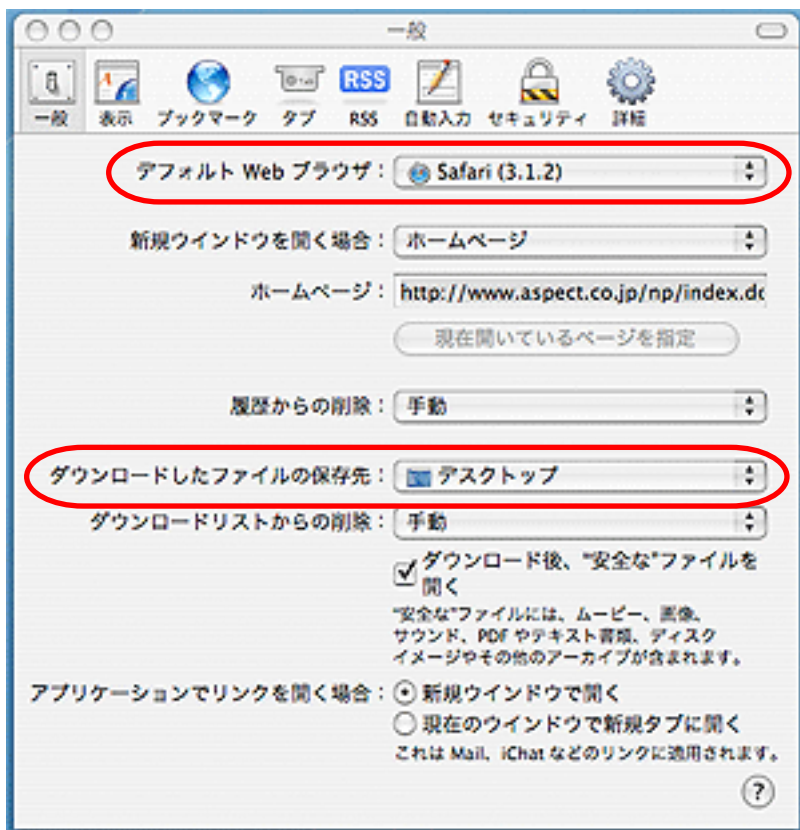 一般
RSS
一般 表示 ブックマーク タブ RSS 自動入力 セキュリティ 詳細
デフォルト Web ブラウザ： Safari (3.1.2)
新規ウインドウを開く場合： ホームページ
ホームページ： http://www.aspect.co.jp/np/index.do
現在開いているページを指定
履歴からの削除： 手動
ダウンロードしたファイルの保存先： デスクトップ
ダウンロードリストからの削除： 手動
ダウンロード後、"安全な"ファイルを
開く
"安全な"ファイルには、ムービー、画像、
サウンド、PDF やテキスト書類、ディスク
イメージやその他のアーカイブが含まれます。
アプリケーションでリンクを開く場合： 新規ウインドウで開く
現在のウインドウで新規タブに開く
これは Mail、iChat などのリンクに適用されます。
?